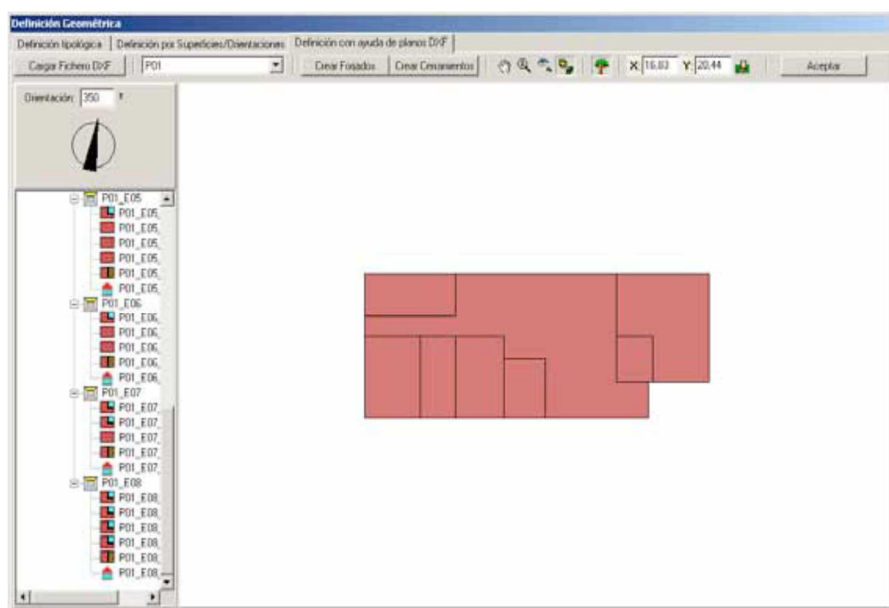 Definición Geométrica
Definición tipológica Definición por Superficies/Orientaciones Definición con ayuda de planos DXF
Cargar Fichero DXF P01 Crear Forjados Crear Cerramientos X: 16,83 Y: 20,44 Aceptar
Orientación: 350 º
P01_E05
P01_E05_
P01_E05_
P01_E05_
P01_E05_
P01_E05_
P01_E05_
P01_E06
P01_E06_
P01_E06_
P01_E06_
P01_E06_
P01_E06_
P01_E07
P01_E07_
P01_E07_
P01_E07_
P01_E07_
P01_E07_
P01_E08
P01_E08_
P01_E08_
P01_E08_
P01_E08_
P01_E08_
P01_E08_